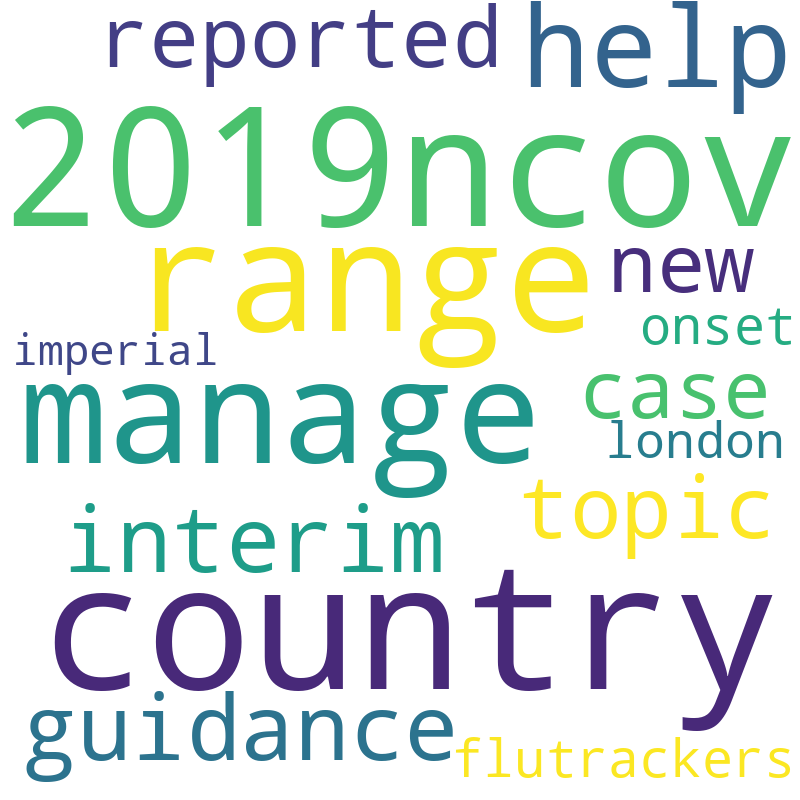 reported help
2019ncov
range new
onset
imperial
manage case
london
topic
interim
country
guidance
flutrackers